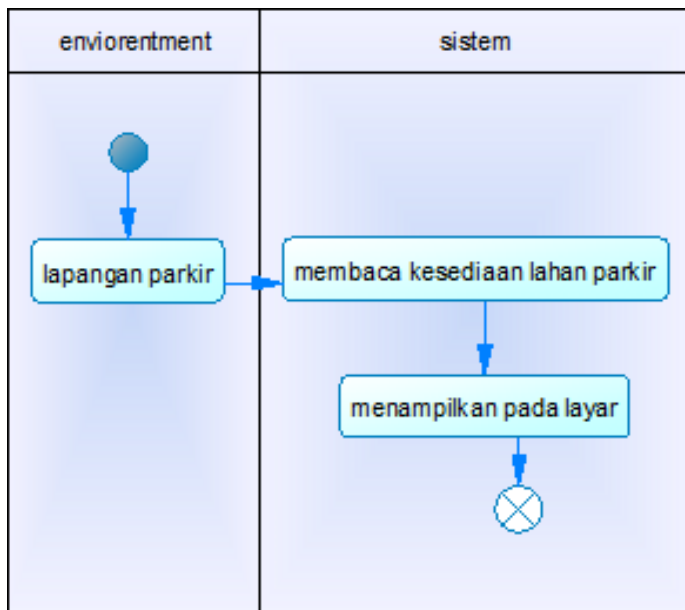 enviorentment
sistem
lapangan parkir
membaca kesediaan lahan parkir
menampilkan pada layar